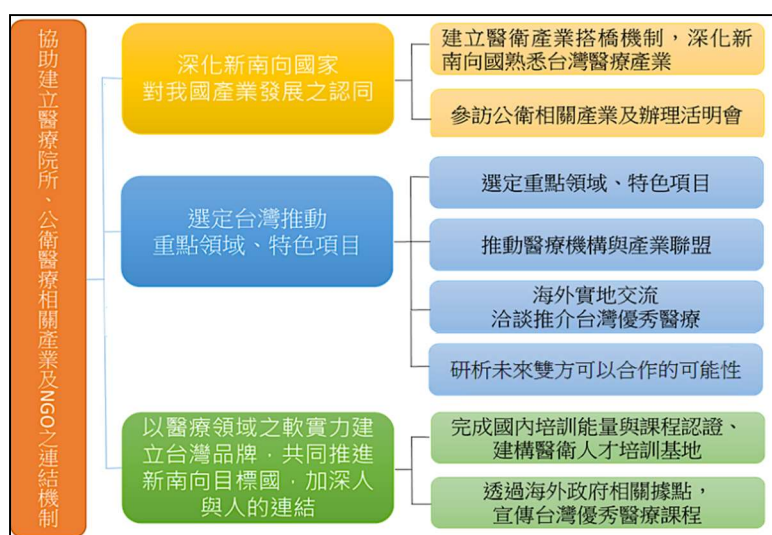 協助建立醫療院所、公衛醫療相關產業及NGO之連結機制
深化新南向國家
對我國產業發展之認同
建立醫衛產業搭橋機制，深化新
南向國熟悉台灣醫療產業
參訪公衛相關產業及辦理活明會
選定台灣推動
重點領域、特色項目
選定重點領域、特色項目
推動醫療機構與產業聯盟
海外實地交流
洽談推介台灣優秀醫療
研析未來雙方可以合作的可能性
以醫療領域之軟實力建
立台灣品牌，共同推進
新南向目標國，加深人
與人的連結
完成國內培訓能量與課程認證、
建構醫衛人才培訓基地
透過海外政府相關據點，
宣傳台灣優秀醫療課程